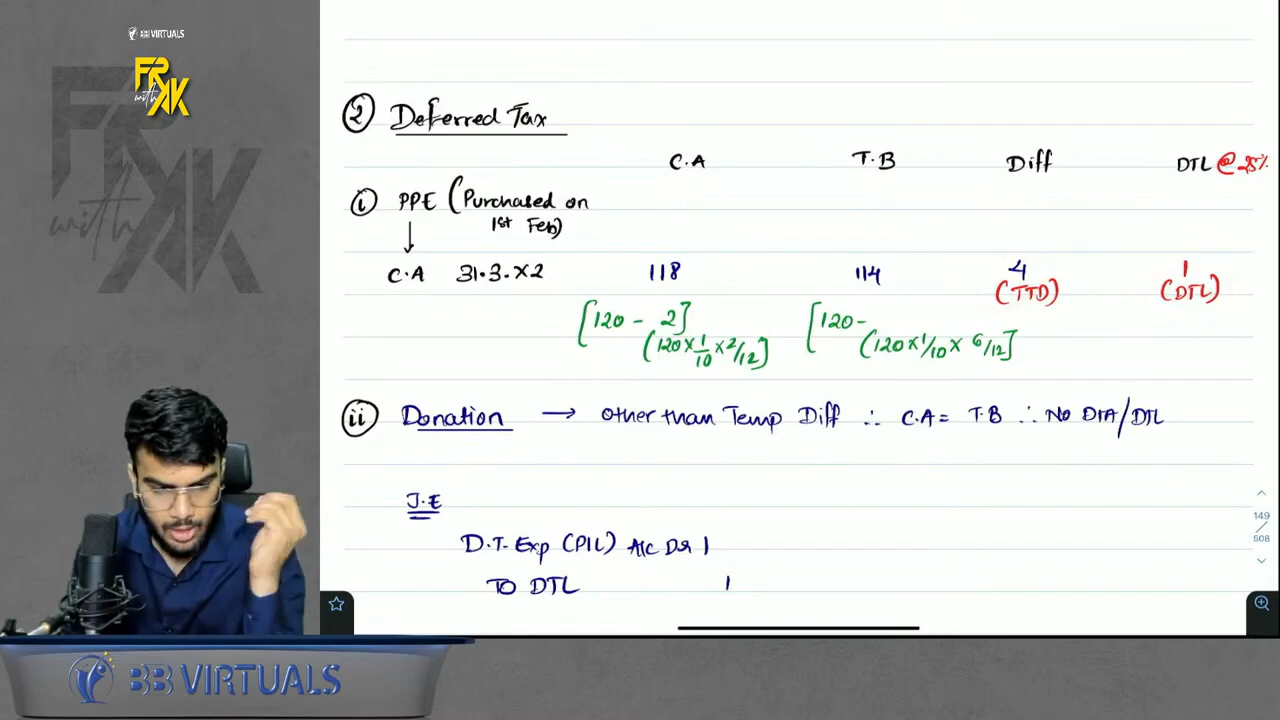 BB VIRTUALS
FR
with
AK
② Deferred Tax
C.A T.B Diff DTL @ 25%
① PPE (Purchased on
1st Feb)
↓
C.A 31.3.X2 118 114 4 1
(TTD) (DTL)
[120 - 2] [120-
(120 × 1/10 × 2/12] (120 × 1/10 × 6/12]
ⅱ Donation → Other than Temp Diff ∴ C.A = T.B ∴ No DTA/DTL
J.E
D.T. Exp (P/L) A/c Dr 1
To DTL 1
149
/
508
BB VIRTUALS